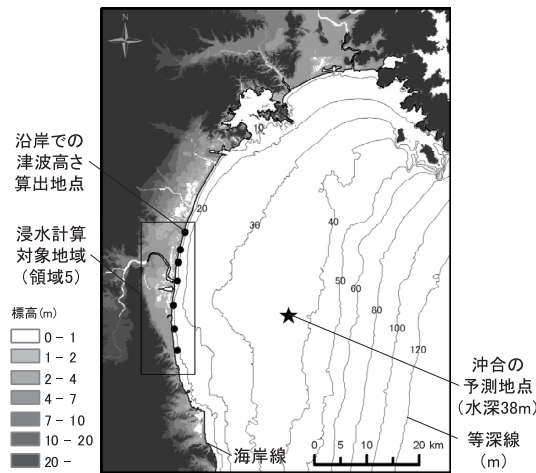 N
沿岸での
津波高さ
算出地点
浸水計算
対象地域
(領域5)
標高(m)
0 - 1
1 - 2
2 - 4
4 - 7
7 - 10
10 - 20
20 -
10
20
30
40
50
60
80
100
120
沖合の
予測地点
(水深38m)
等深線
(m)
海岸線
0 5 10 20 km